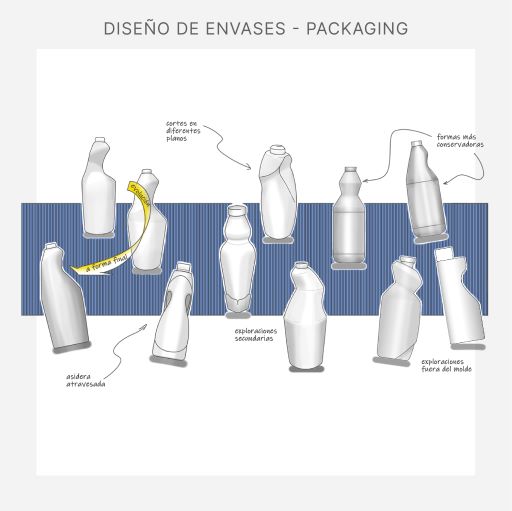 DISEÑO DE ENVASES - PACKAGING
cortes en
diferentes
planos
formas más
conservadoras
evolución
a forma final
exploraciones
secundarias
exploraciones
fuera del molde
asidera
atravesada